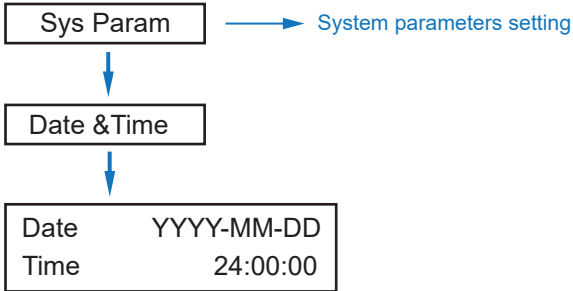 Sys Param
System parameters setting
Date &Time
Date YYYY-MM-DD
Time 24:00:00